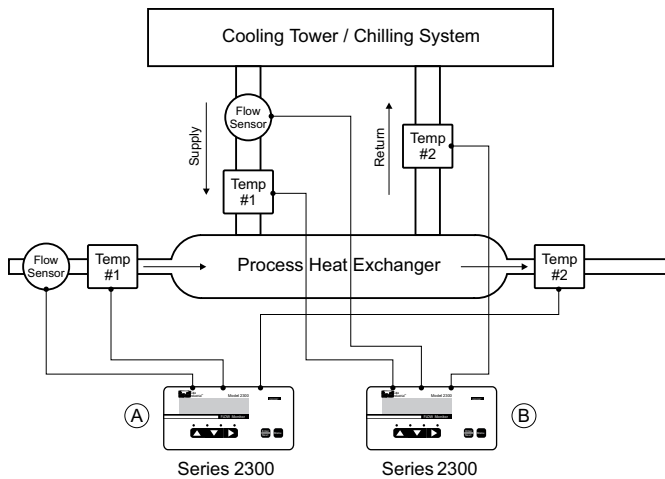 Cooling Tower / Chilling System
Supply
Flow
Sensor
Return
Temp
#2
Temp
#1
Flow
Sensor
Temp
#1
Process Heat Exchanger
Temp
#2
A
Model 2300
Model 2300
B
Series 2300
Series 2300